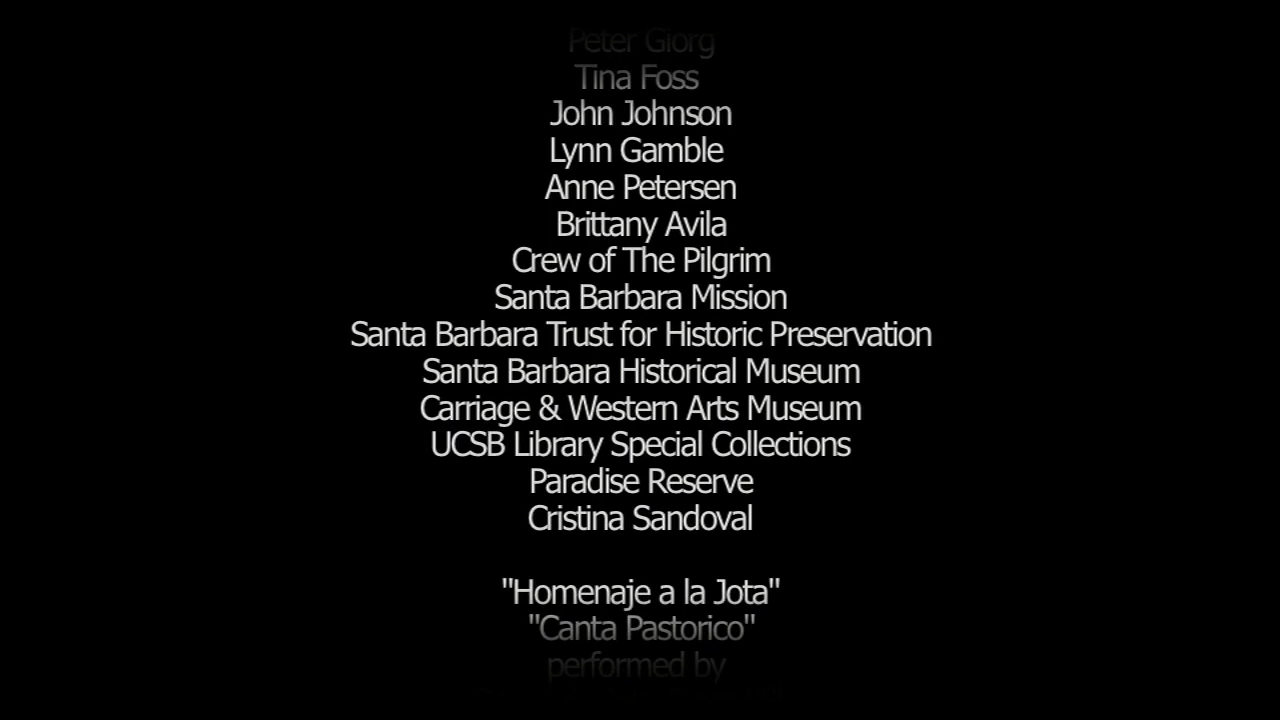 Peter Giorg
Tina Foss
John Johnson
Lynn Gamble
Anne Petersen
Brittany Avila
Crew of The Pilgrim
Santa Barbara Mission
Santa Barbara Trust for Historic Preservation
Santa Barbara Historical Museum
Carriage & Western Arts Museum
UCSB Library Special Collections
Paradise Reserve
Cristina Sandoval
"Homenaje a la Jota"
"Canta Pastorico"
performed by